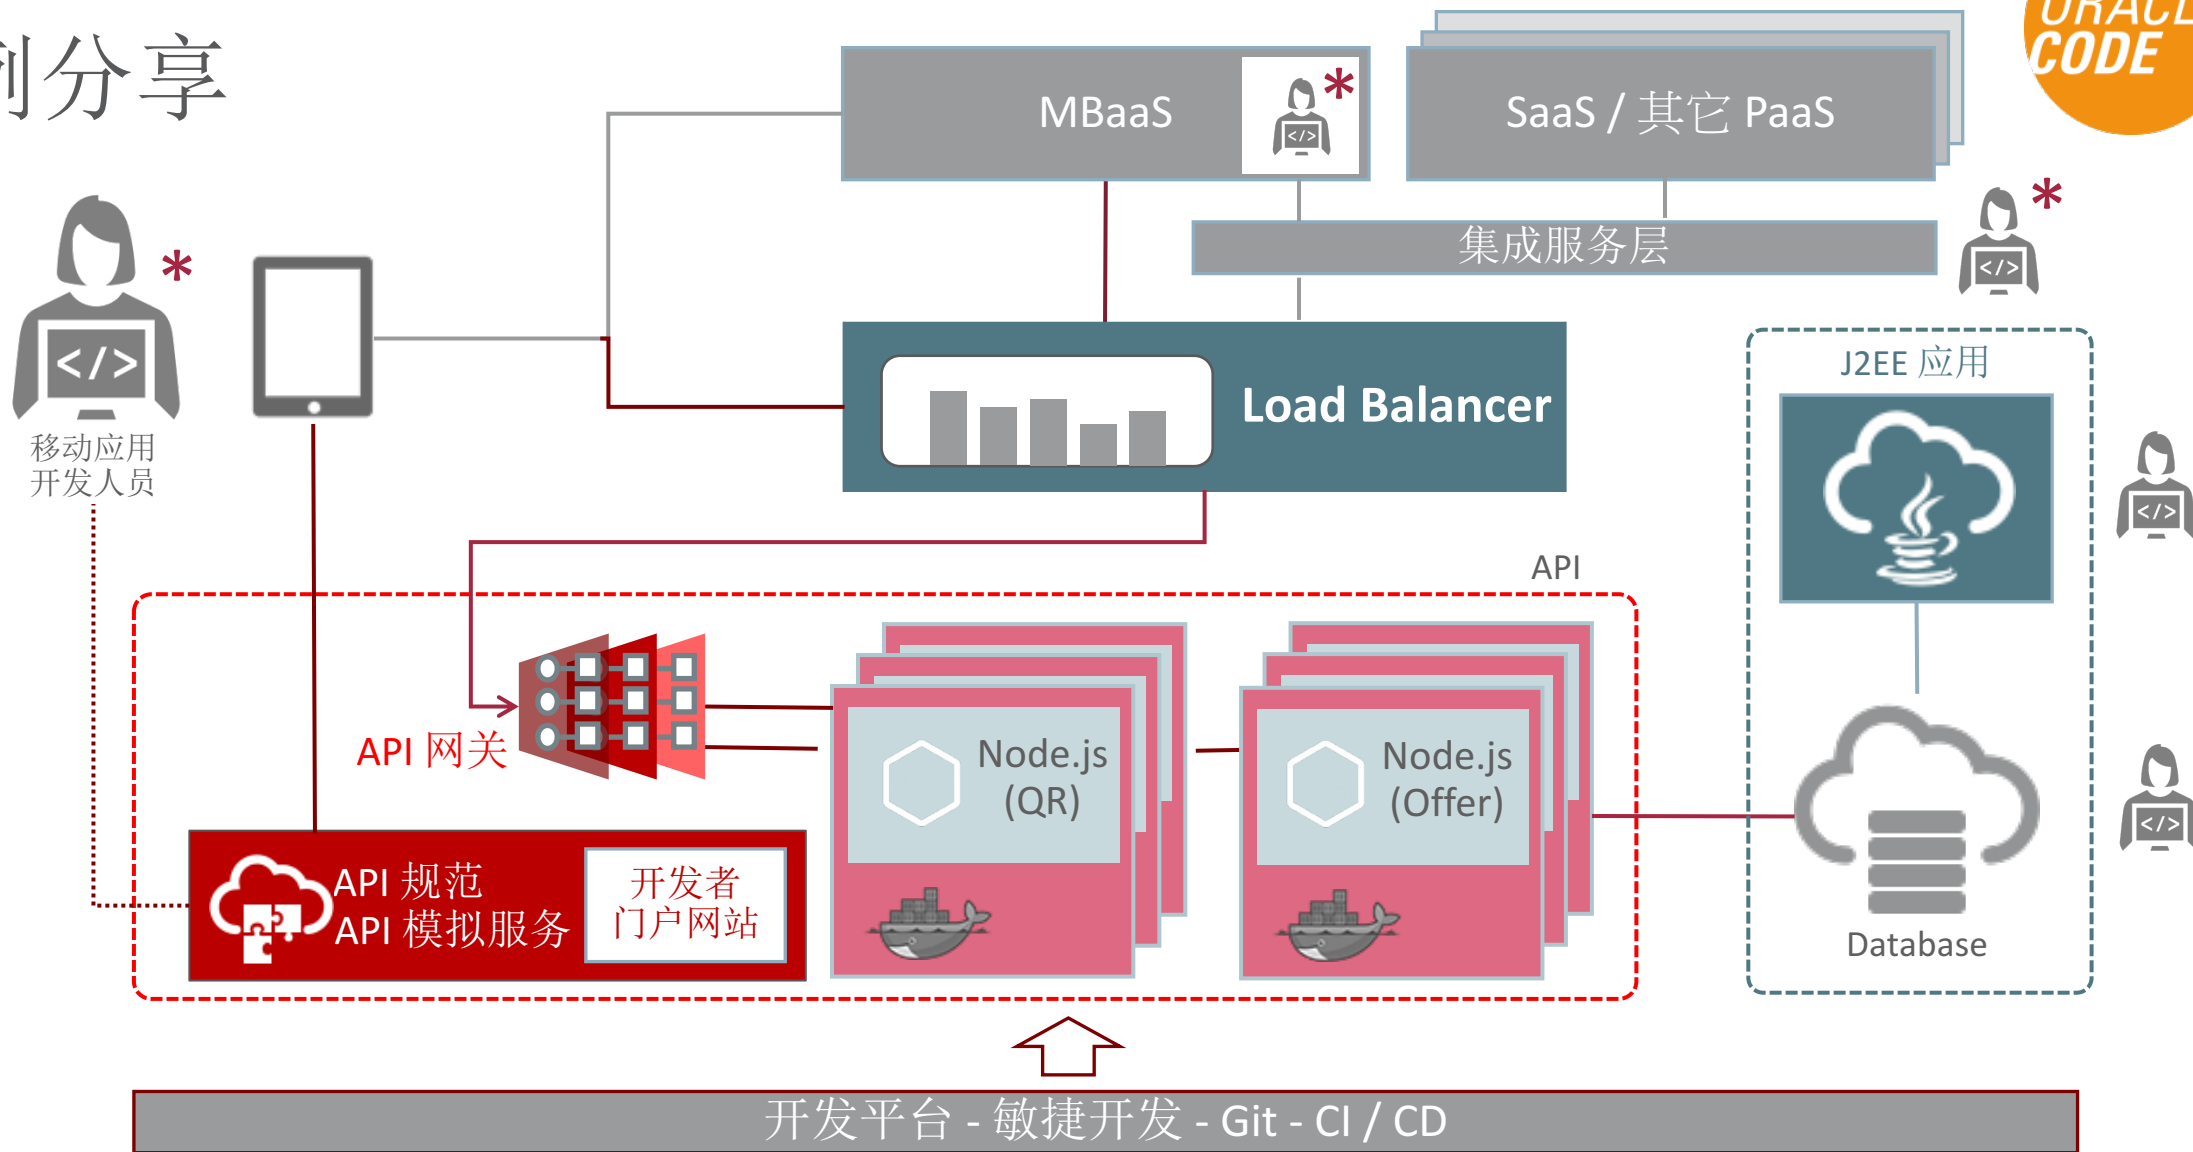 例分享
ORACLE
CODE
MBaaS
*
SaaS / 其它 PaaS
*
集成服务层
*
</>
</>
</>
移动应用
开发人员
Load Balancer
J2EE 应用
</>
API
API 网关
Node.js
(QR)
Node.js
(Offer)
</>
API 规范
API 模拟服务
开发者
门户网站
Database
开发平台 - 敏捷开发 - Git - CI / CD